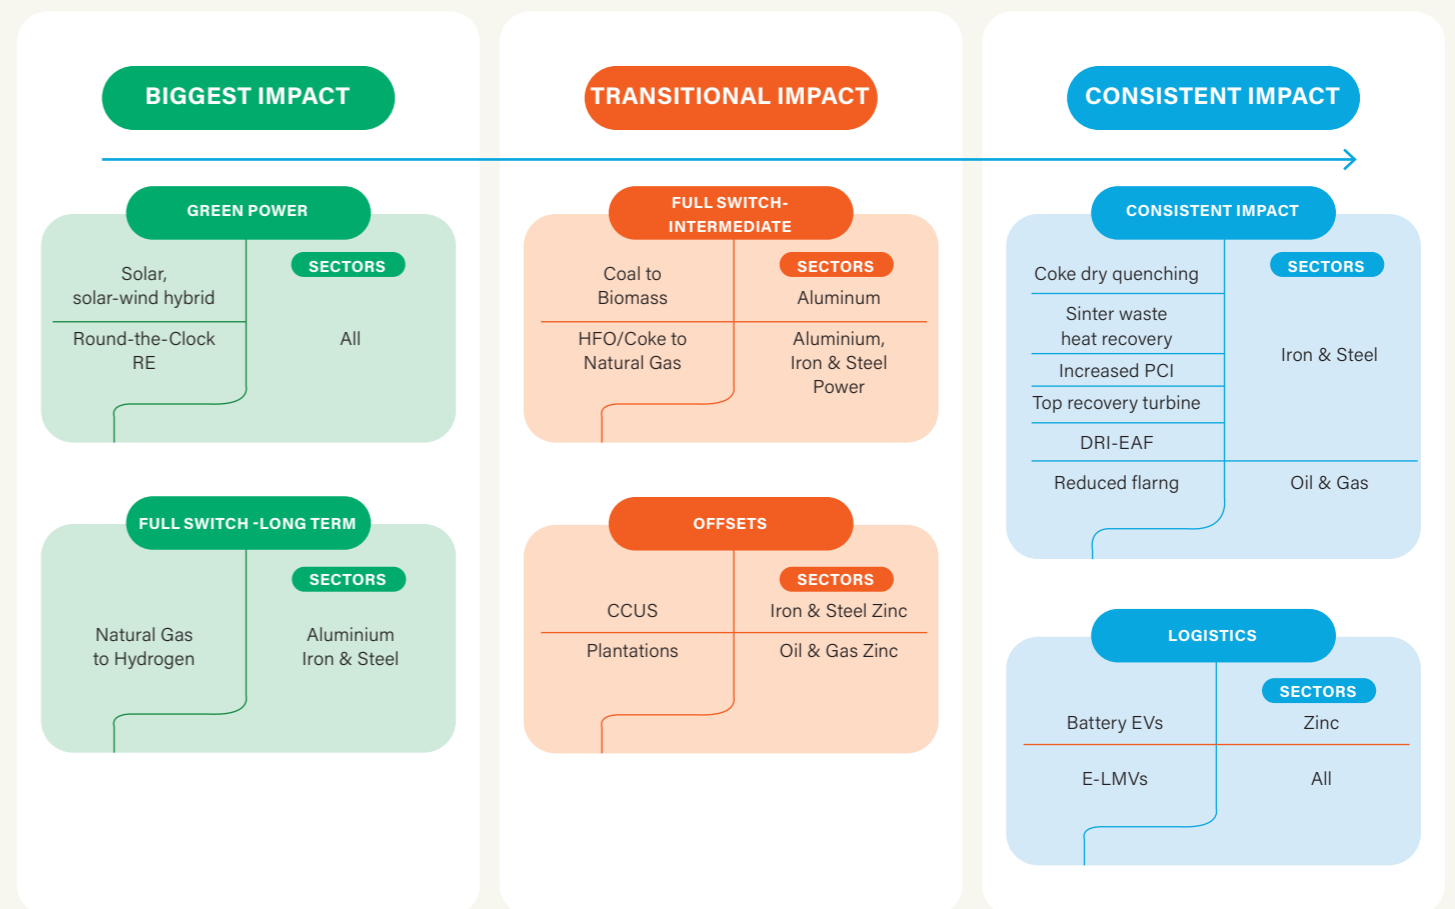 BIGGEST IMPACT
TRANSITIONAL IMPACT
CONSISTENT IMPACT
GREEN POWER
SECTORS
Solar,
solar-wind hybrid
Round-the-Clock
RE
All
FULL SWITCH -LONG TERM
SECTORS
Natural Gas
to Hydrogen
Aluminium
Iron & Steel
FULL SWITCH-
INTERMEDIATE
SECTORS
Coal to
Biomass
Aluminum
HFO/Coke to
Natural Gas
Aluminium,
Iron & Steel
Power
OFFSETS
SECTORS
CCUS
Iron & Steel Zinc
Plantations
Oil & Gas Zinc
CONSISTENT IMPACT
SECTORS
Coke dry quenching
Sinter waste
heat recovery
Increased PCI
Top recovery turbine
DRI-EAF
Iron & Steel
Reduced flarng
Oil & Gas
LOGISTICS
SECTORS
Battery EVs
Zinc
E-LMVs
All